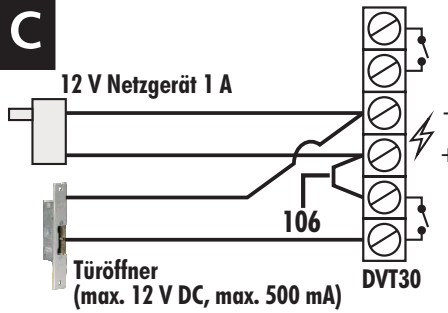 C
12 V Netzgerät 1 A
–
+
106
Türöffner
(max. 12 V DC, max. 500 mA)
DVT30